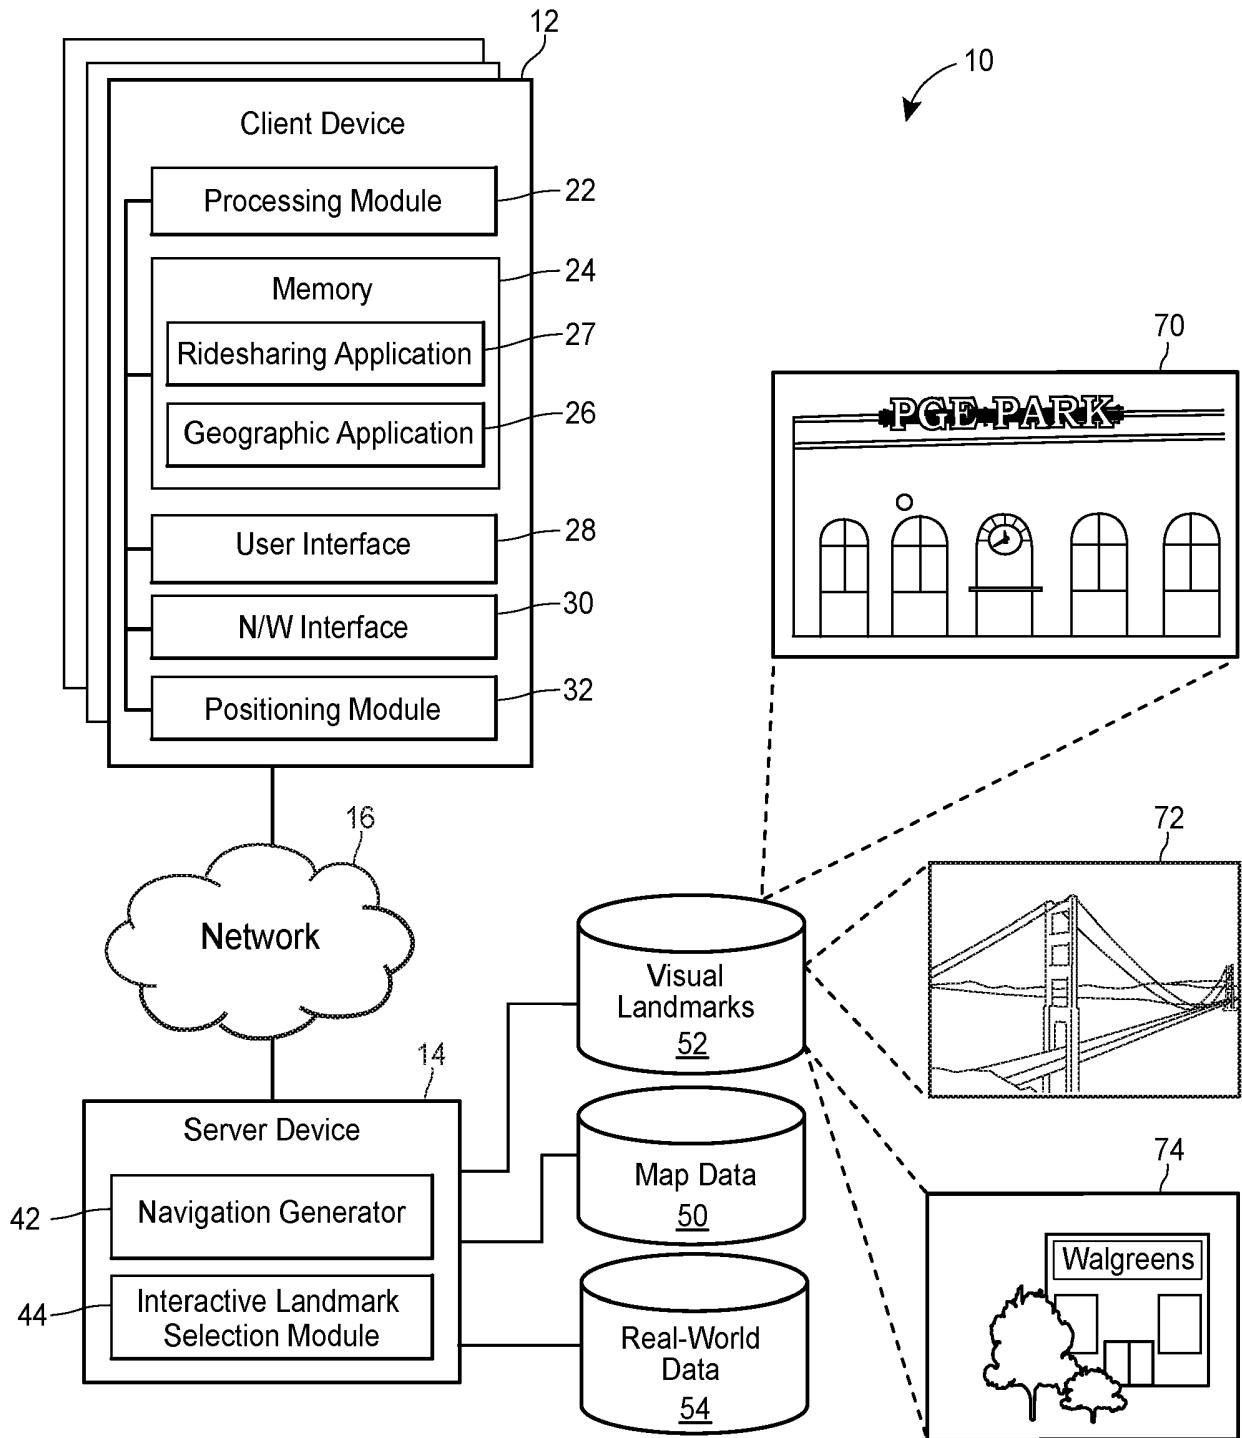 12
10
Client Device
Processing Module
22
24
Memory
27
Ridesharing Application
26
Geographic Application
28
User Interface
30
N/W Interface
32
Positioning Module
70
PGE PARK
16
Network
72
Visual
Landmarks
52
14
Server Device
42
Navigation Generator
44
Interactive Landmark
Selection Module
Map Data
50
Real-World
Data
54
74
Walgreens